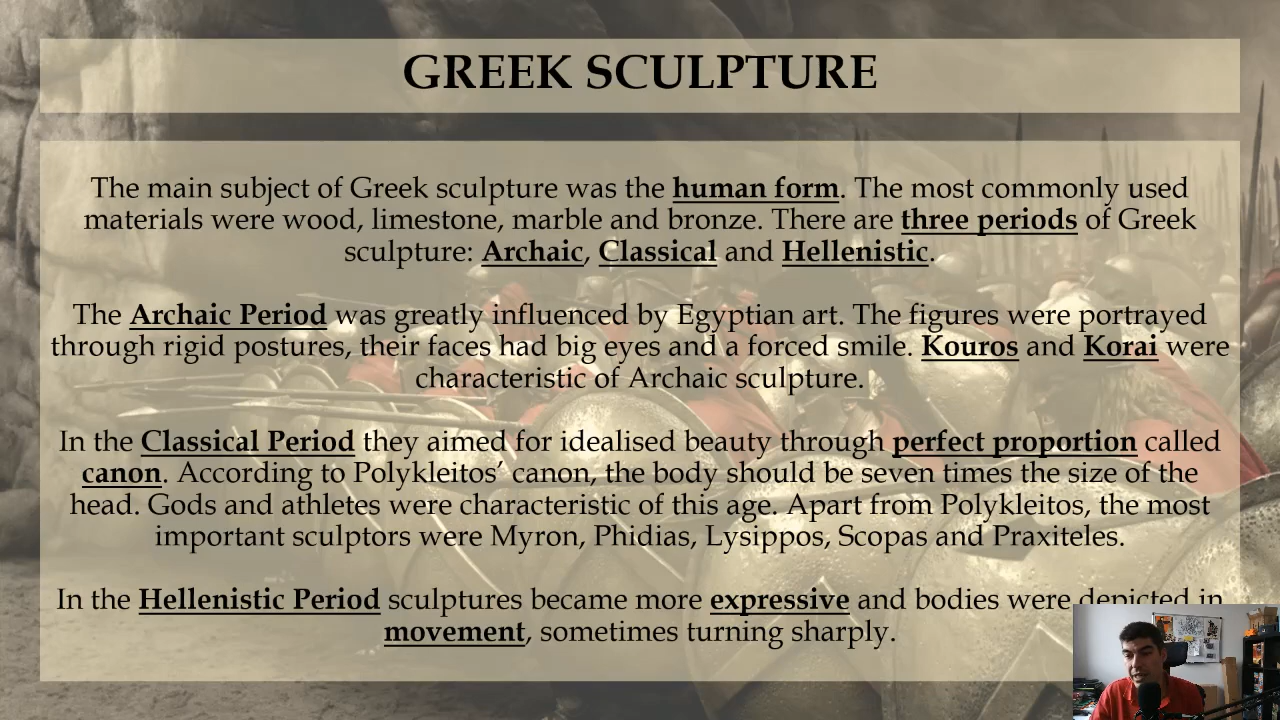 GREEK SCULPTURE
The main subject of Greek sculpture was the human form. The most commonly used
materials were wood, limestone, marble and bronze. There are three periods of Greek
sculpture: Archaic, Classical and Hellenistic.
The Archaic Period was greatly influenced by Egyptian art. The figures were portrayed
through rigid postures, their faces had big eyes and a forced smile. Kouros and Korai were
characteristic of Archaic sculpture.
In the Classical Period they aimed for idealised beauty through perfect proportion called
canon. According to Polykleitos’ canon, the body should be seven times the size of the
head. Gods and athletes were characteristic of this age. Apart from Polykleitos, the most
important sculptors were Myron, Phidias, Lysippos, Scopas and Praxiteles.
In the Hellenistic Period sculptures became more expressive and bodies were depicted in
movement, sometimes turning sharply.